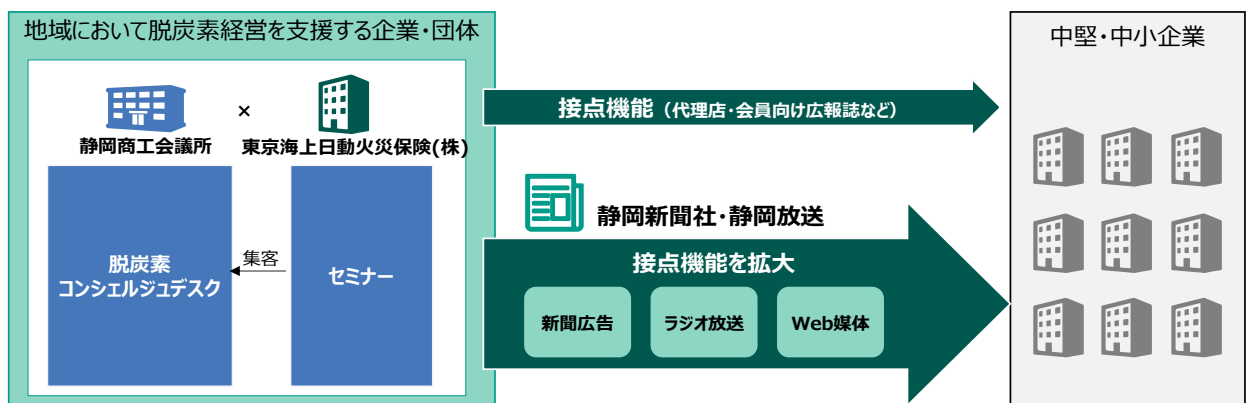 地域において脱炭素経営を支援する企業・団体
静岡商工会議所
×
東京海上日動火災保険(株)
脱炭素
コンシェルジュデスク
集客
セミナー
接点機能（代理店・会員向け広報誌など）
静岡新聞社・静岡放送
接点機能を拡大
新聞広告
ラジオ放送
Web媒体
中堅・中小企業